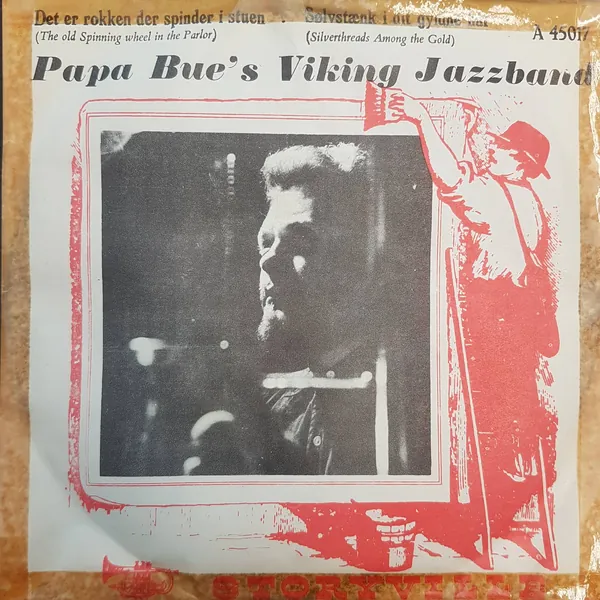 Det er rokken der spinder i stuen . Sølvstænk i dit gyldne hår
(The old Spinning wheel in the Parlor) (Silverthreads Among the Gold) A 45017
Papa Bue's Viking Jazzband
STORYVILLE